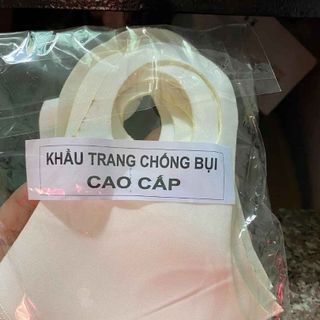 KHẨU TRANG CHỐNG BỤI
CAO CẤP